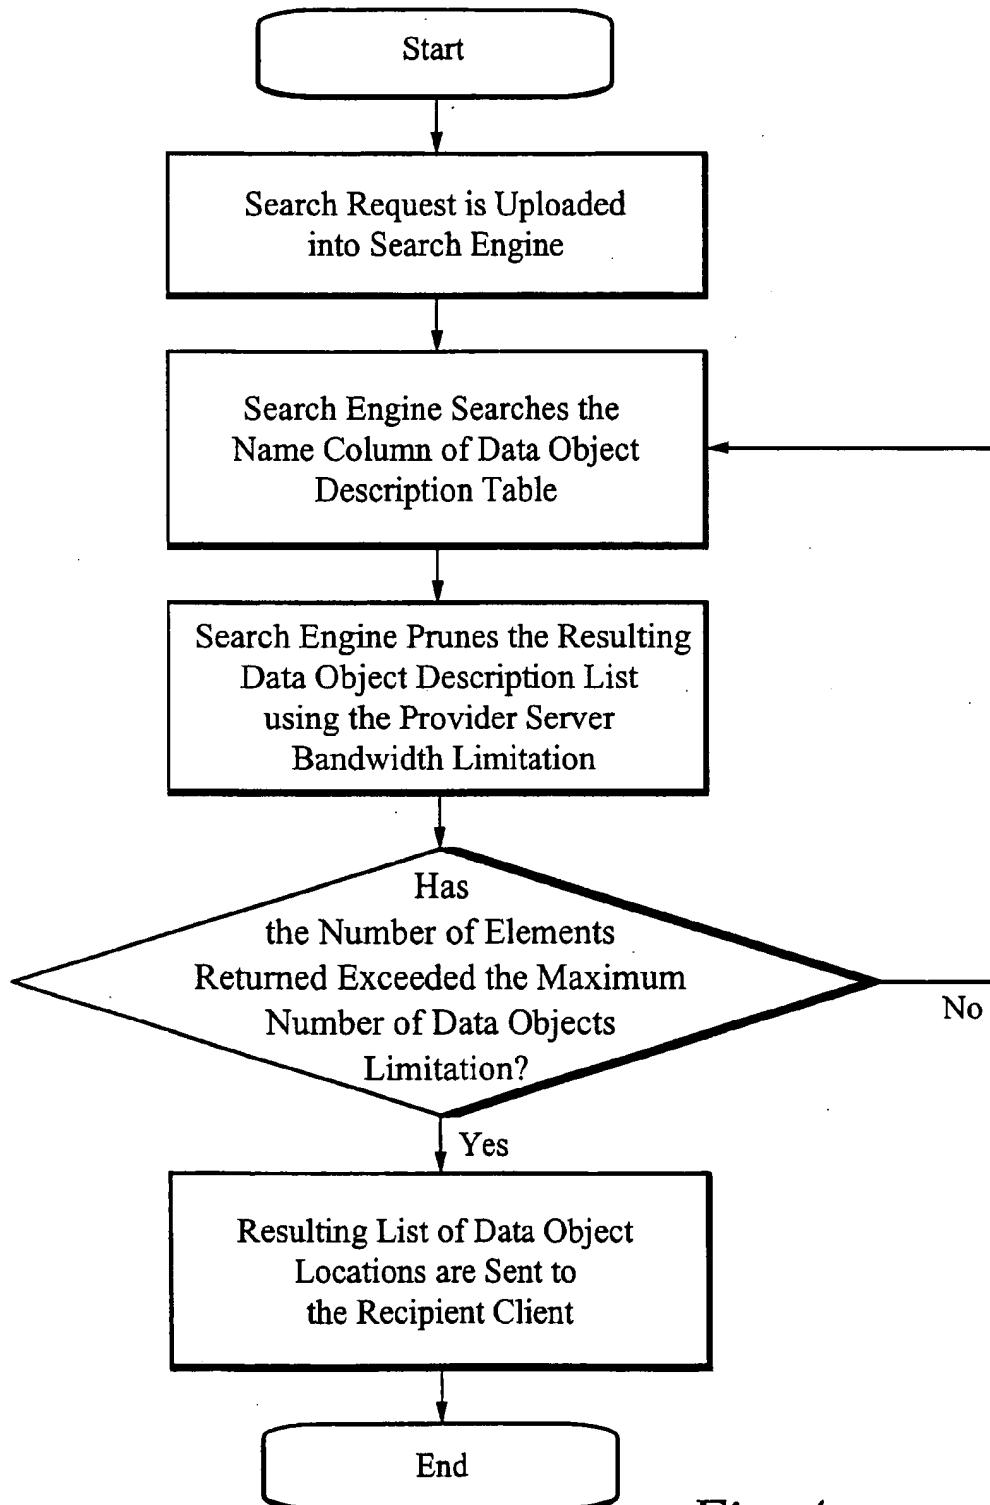 Start
Search Request is Uploaded
into Search Engine
Search Engine Searches the
Name Column of Data Object
Description Table
Search Engine Prunes the Resulting
Data Object Description List
using the Provider Server
Bandwidth Limitation
Has
the Number of Elements
Returned Exceeded the Maximum
Number of Data Objects
Limitation?
No
Yes
Resulting List of Data Object
Locations are Sent to
the Recipient Client
End